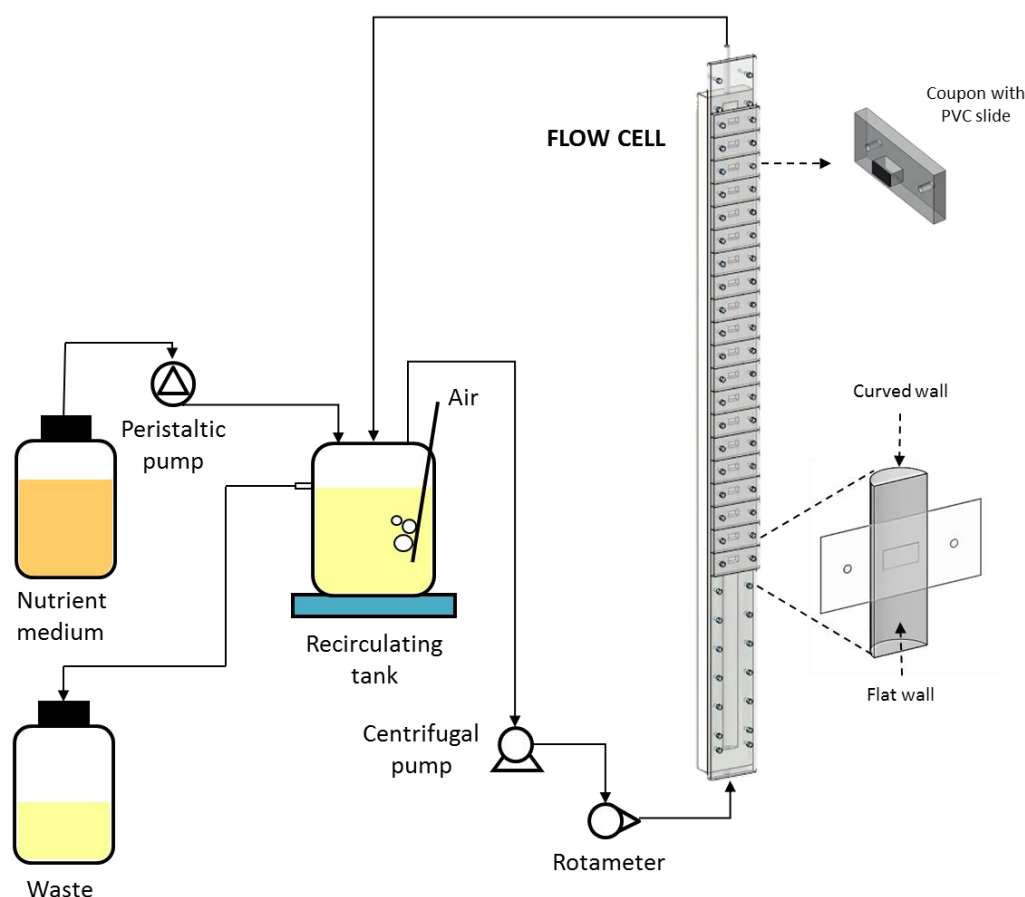 Coupon with
PVC slide
FLOW CELL
Curved wall
Air
Peristaltic
pump
Nutrient
medium
Recirculating
tank
Flat wall
Centrifugal
pump
Rotameter
Waste